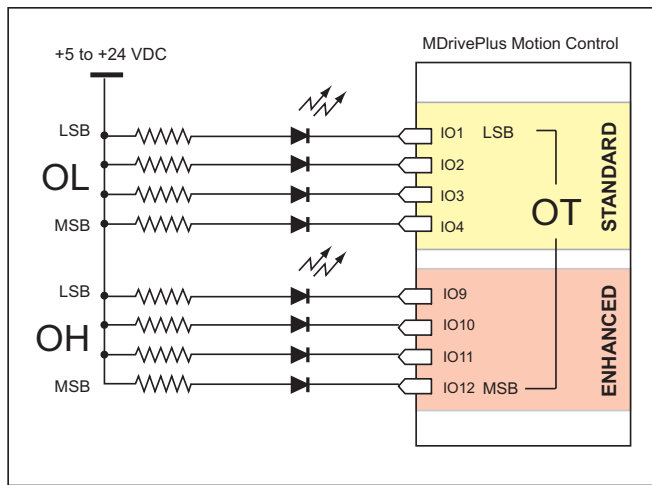 MDrivePlus Motion Control
+5 to +24 VDC
LSB
IO1 LSB
IO2
OL
IO3
MSB
IO4
OT
STANDARD
LSB
IO9
IO10
OH
IO11
MSB
IO12 MSB
ENHANCED